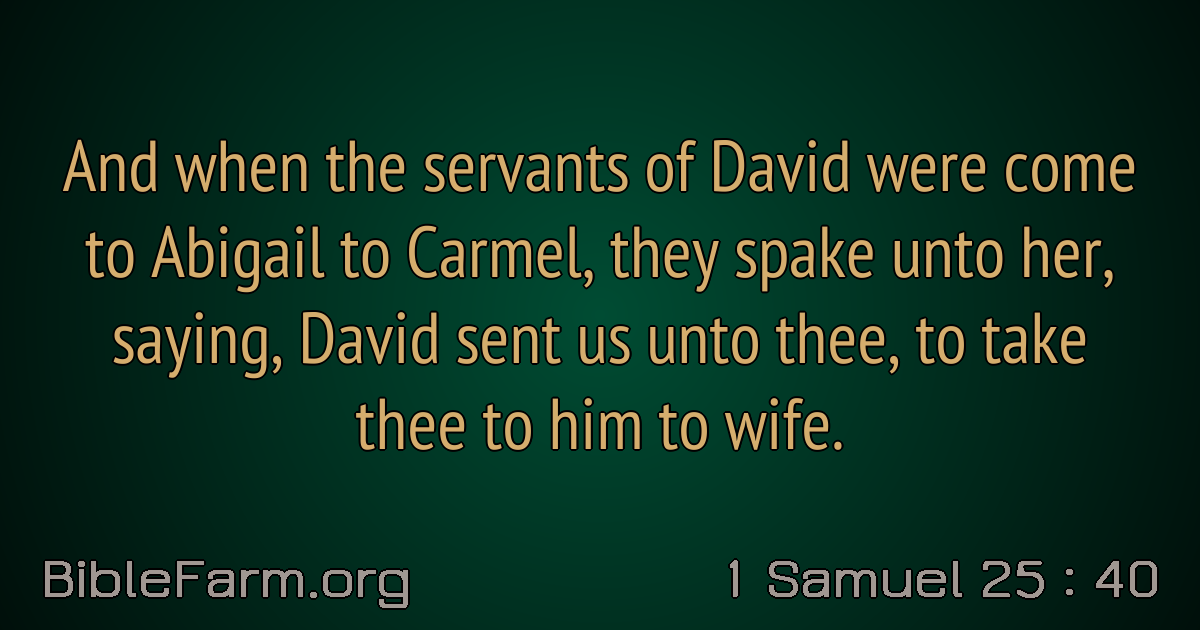 And when the servants of David were come
to Abigail to Carmel, they spake unto her,
saying, David sent us unto thee, to take
thee to him to wife.
BibleFarm.org
1 Samuel 25 : 40